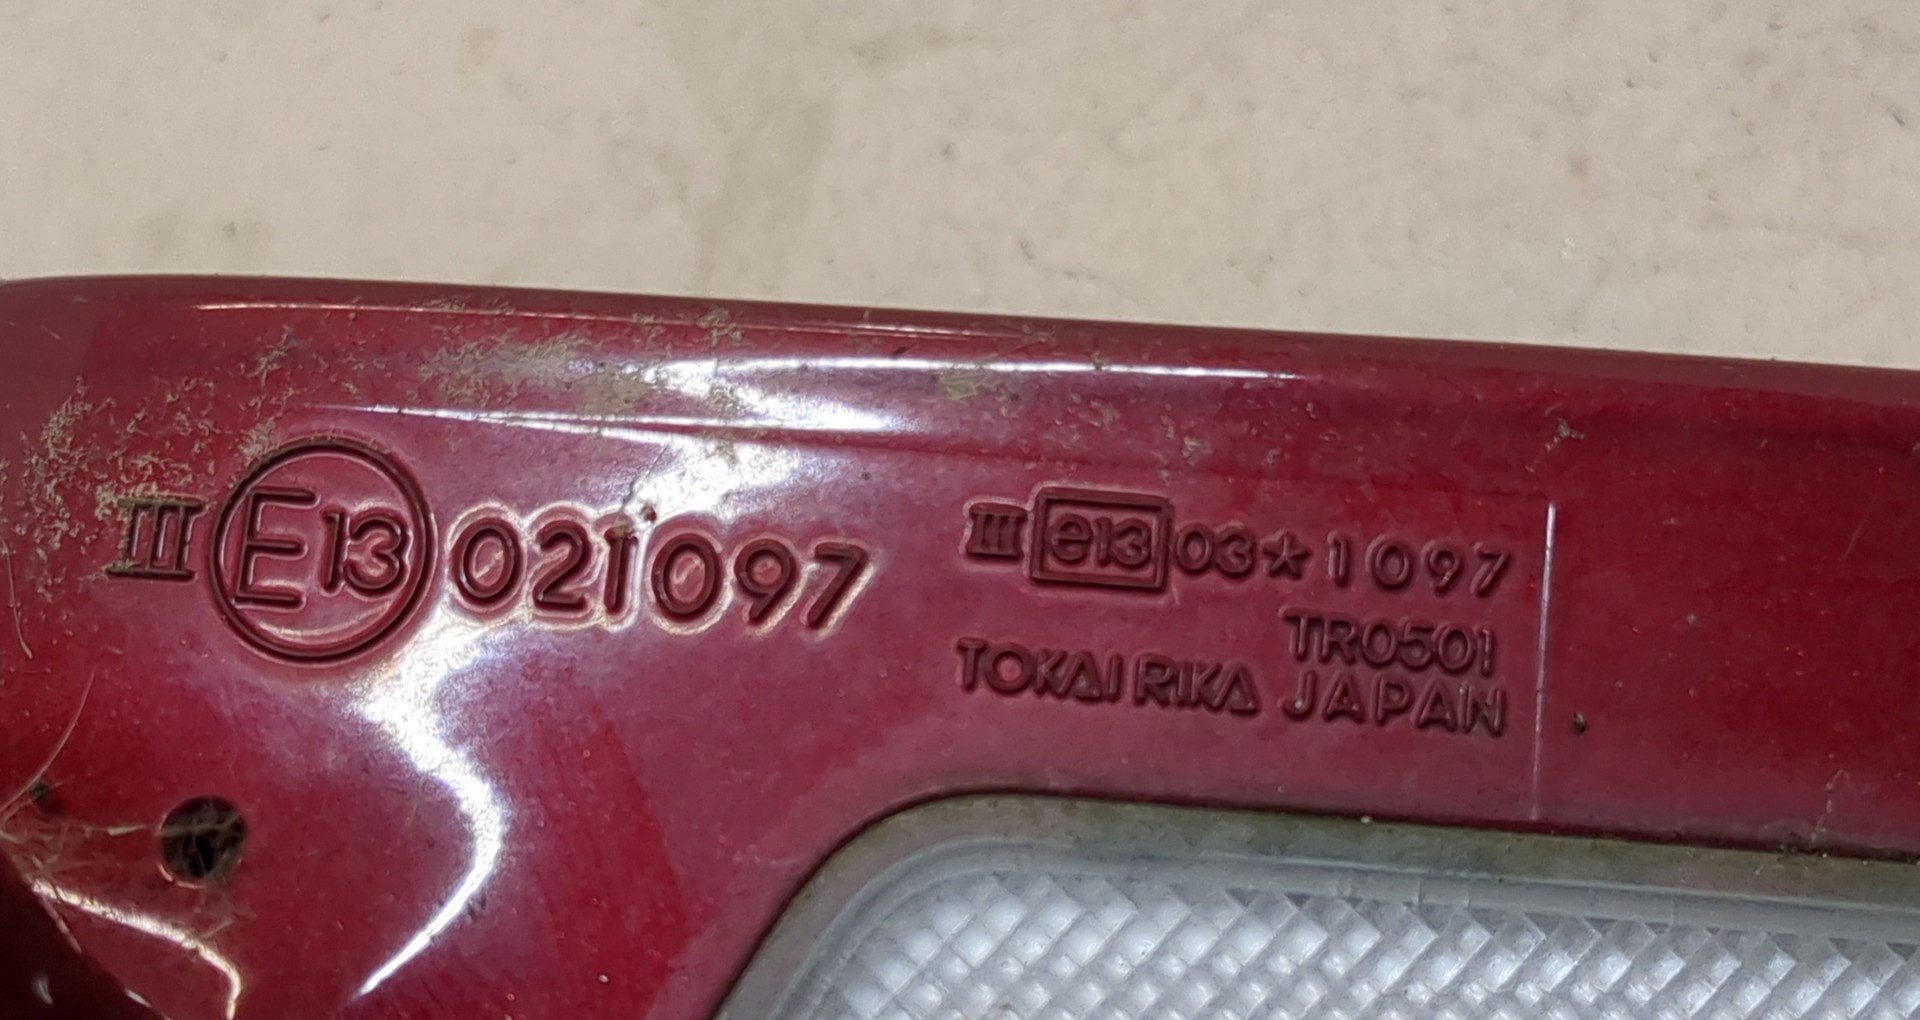 III E13 021097
III e13 03*1097
TR0501
TOKAI RIKA JAPAN